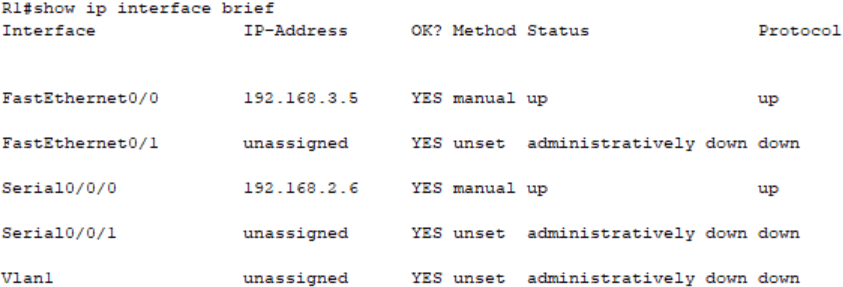 R1#show ip interface brief
Interface IP-Address OK? Method Status Protocol
FastEthernet0/0 192.168.3.5 YES manual up up
FastEthernet0/1 unassigned YES unset administratively down down
Serial0/0/0 192.168.2.6 YES manual up up
Serial0/0/1 unassigned YES unset administratively down down
Vlan1 unassigned YES unset administratively down down